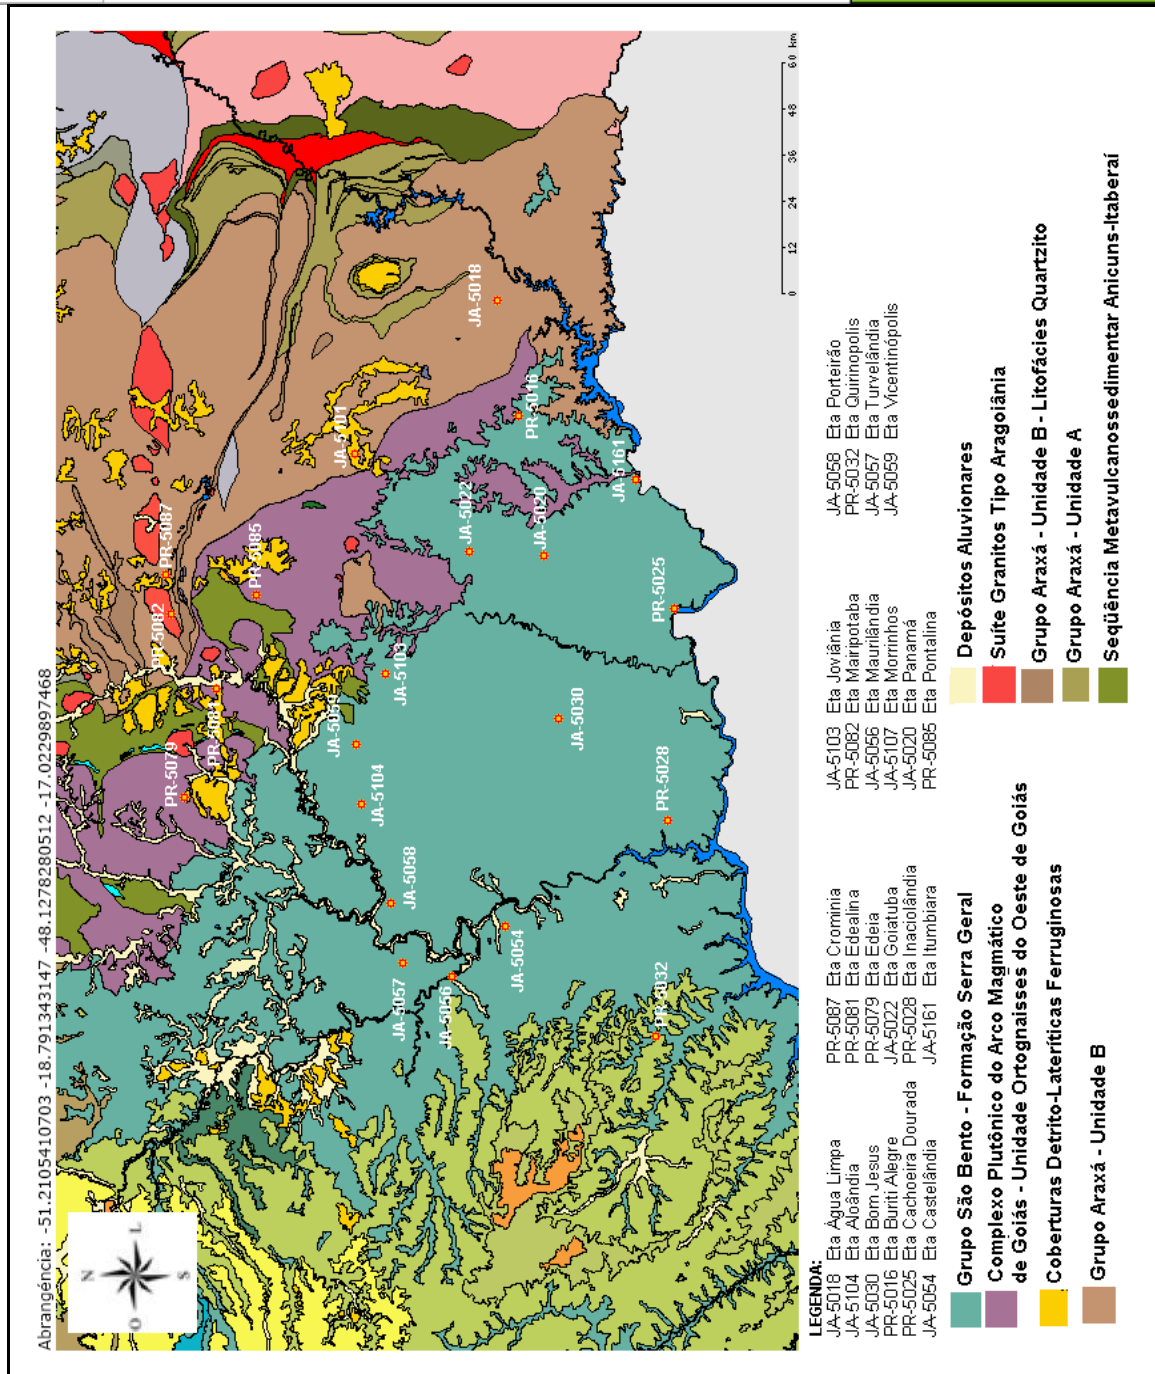 Abrangência: -51.2105410703 -18.791343147 -48.1278280512 -17.0229897468
N
O
L
S
PR-5079
PR-5081
PR-5082
PR-5087
PR-5085
JA-5101
JA-5018
PR-5016
JA-5161
JA-5022
JA-5020
PR-5025
JA-5103
JA-5059
JA-5104
JA-5030
PR-5028
JA-5058
JA-5057
JA-5056
JA-5054
PR-5032
0 12 24 36 48 60 km
LEGENDA:
JA-5018 Eta Água Limpa
JA-5104 Eta Aloândia
JA-5030 Eta Bom Jesus
PR-5016 Eta Buriti Alegre
PR-5025 Eta Cachoeira Dourada
JA-5054 Eta Castelândia
PR-5087 Eta Crominia
PR-5081 Eta Edealina
PR-5079 Eta Edeia
JA-5022 Eta Goiatuba
PR-5028 Eta Inaciolândia
JA-5161 Eta Itumbiara
JA-5103 Eta Joviânia
PR-5082 Eta Mairipotaba
JA-5056 Eta Maurilândia
JA-5107 Eta Morrinhos
JA-5020 Eta Panamá
PR-5085 Eta Pontalina
JA-5058 Eta Porteirão
PR-5032 Eta Quirinopolis
JA-5057 Eta Turvelândia
JA-5059 Eta Vicentinópolis
Grupo São Bento - Formação Serra Geral
Complexo Plutônico do Arco Magmático
de Goiás - Unidade Ortognaisses do Oeste de Goiás
Coberturas Detrito-Lateríticas Ferruginosas
Grupo Araxá - Unidade B
Depósitos Aluvionares
Suíte Granitos Tipo Aragoiânia
Grupo Araxá - Unidade B - Litofácies Quartzito
Grupo Araxá - Unidade A
Seqüência Metavulcanossedimentar Anicuns-Itaberaí